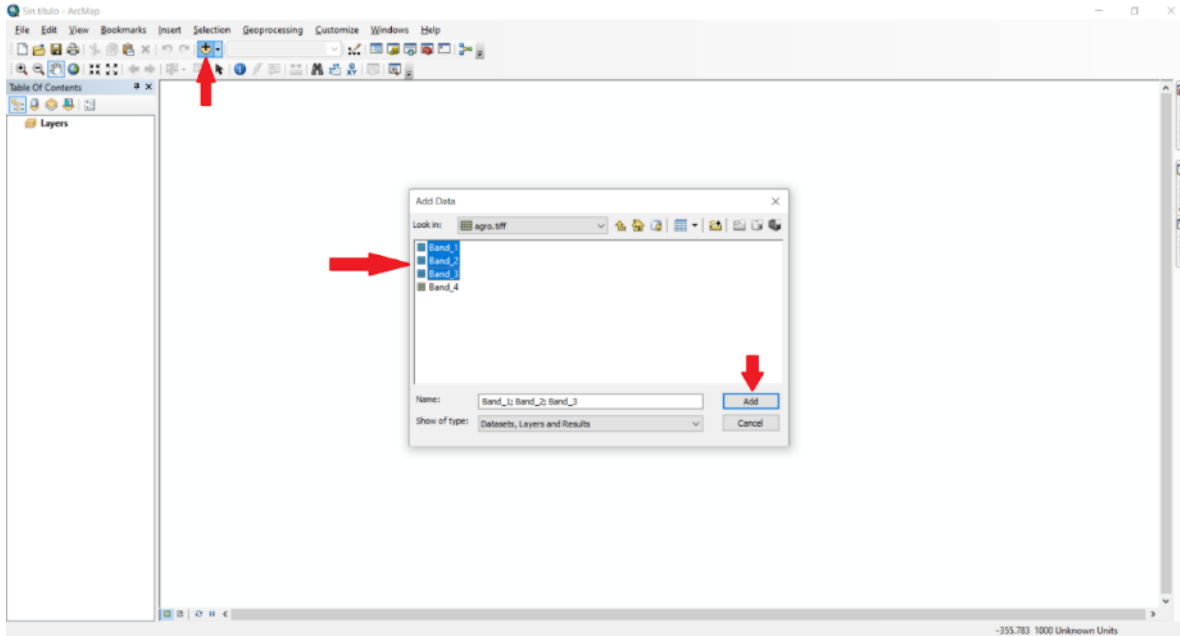 Sin título - ArcMap
File Edit View Bookmarks Insert Selection Geoprocessing Customize Windows Help
Table Of Contents
Layers
Add Data
Look in: agro.tiff
Band_1
Band_2
Band_3
Band_4
Name: Band_1; Band_2; Band_3 Add
Show of type: Datasets, Layers and Results Cancel
-355.783 1000 Unknown Units